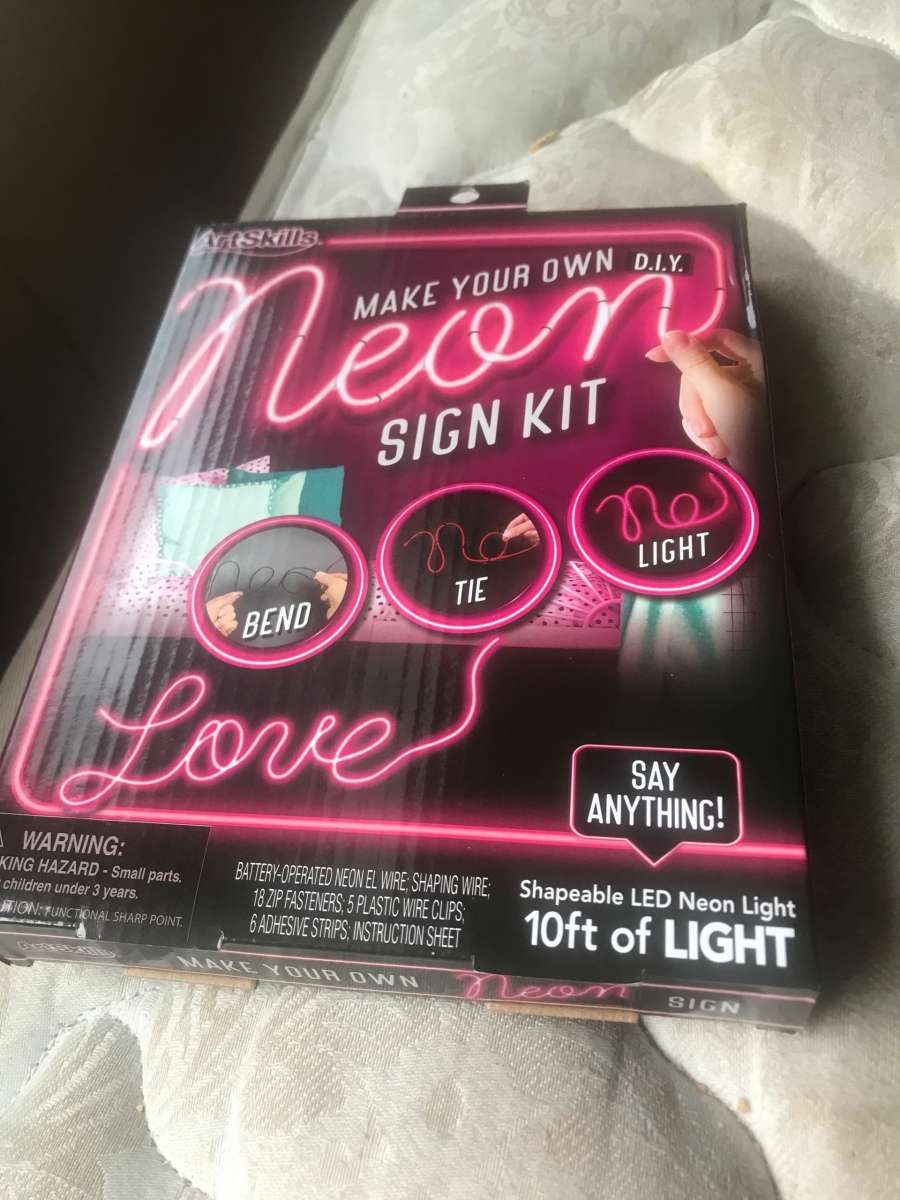 ArtSkills
MAKE YOUR OWN D.I.Y.
Neon
SIGN KIT
BEND
TIE
LIGHT
Love
SAY
ANYTHING!
WARNING:
KING HAZARD - Small parts.
children under 3 years.
UTION: FUNCTIONAL SHARP POINT.
BATTERY-OPERATED NEON EL WIRE; SHAPING WIRE;
18 ZIP FASTENERS; 5 PLASTIC WIRE CLIPS;
6 ADHESIVE STRIPS; INSTRUCTION SHEET
Shapeable LED Neon Light
10ft of LIGHT
ArtSkills MAKE YOUR OWN Neon SIGN